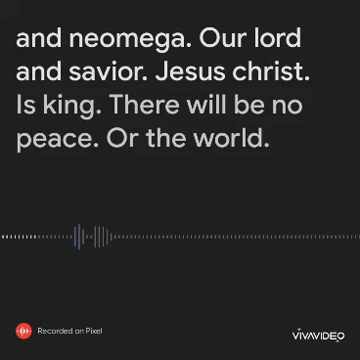 and neomega. Our lord
and savior. Jesus christ.
Is king. There will be no
peace. Or the world.
Recorded on Pixel
VIVAVIDEO